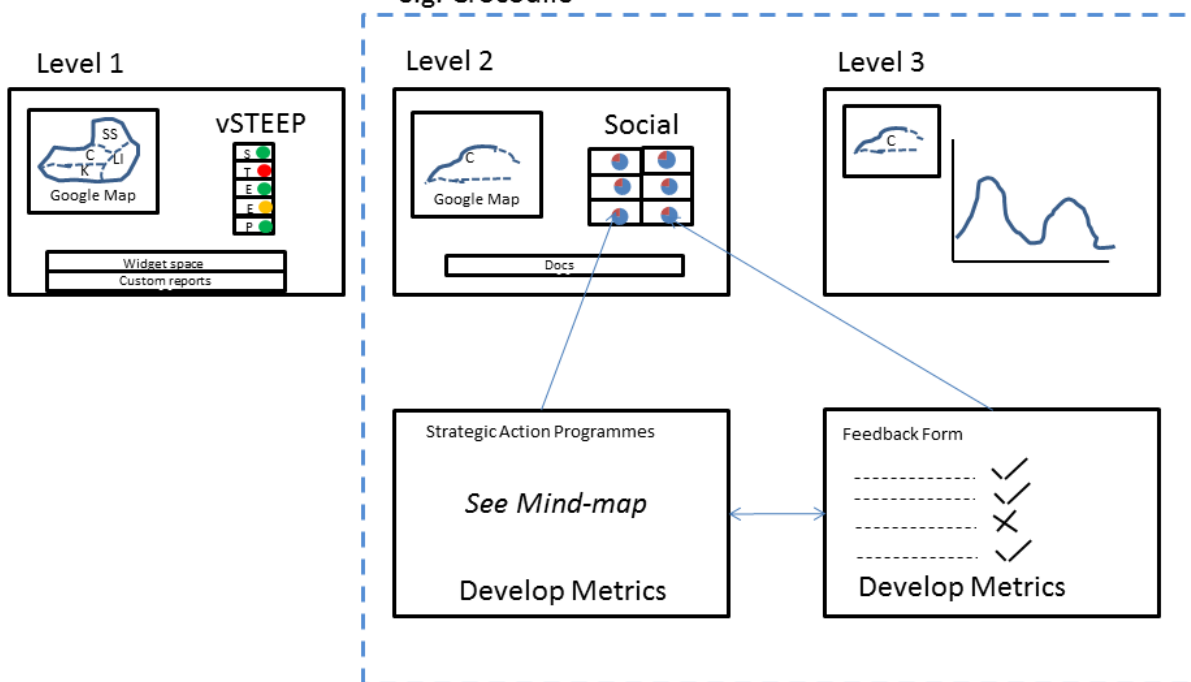 e.g. Crocodile
Level 1
Level 2
Level 3
SS
C
LI
K
Google Map
vSTEEP
S
T
E
E
P
Widget space
Custom reports
C
Google Map
Social
Docs
C
Strategic Action Programmes
See Mind-map
Develop Metrics
Feedback Form
Develop Metrics